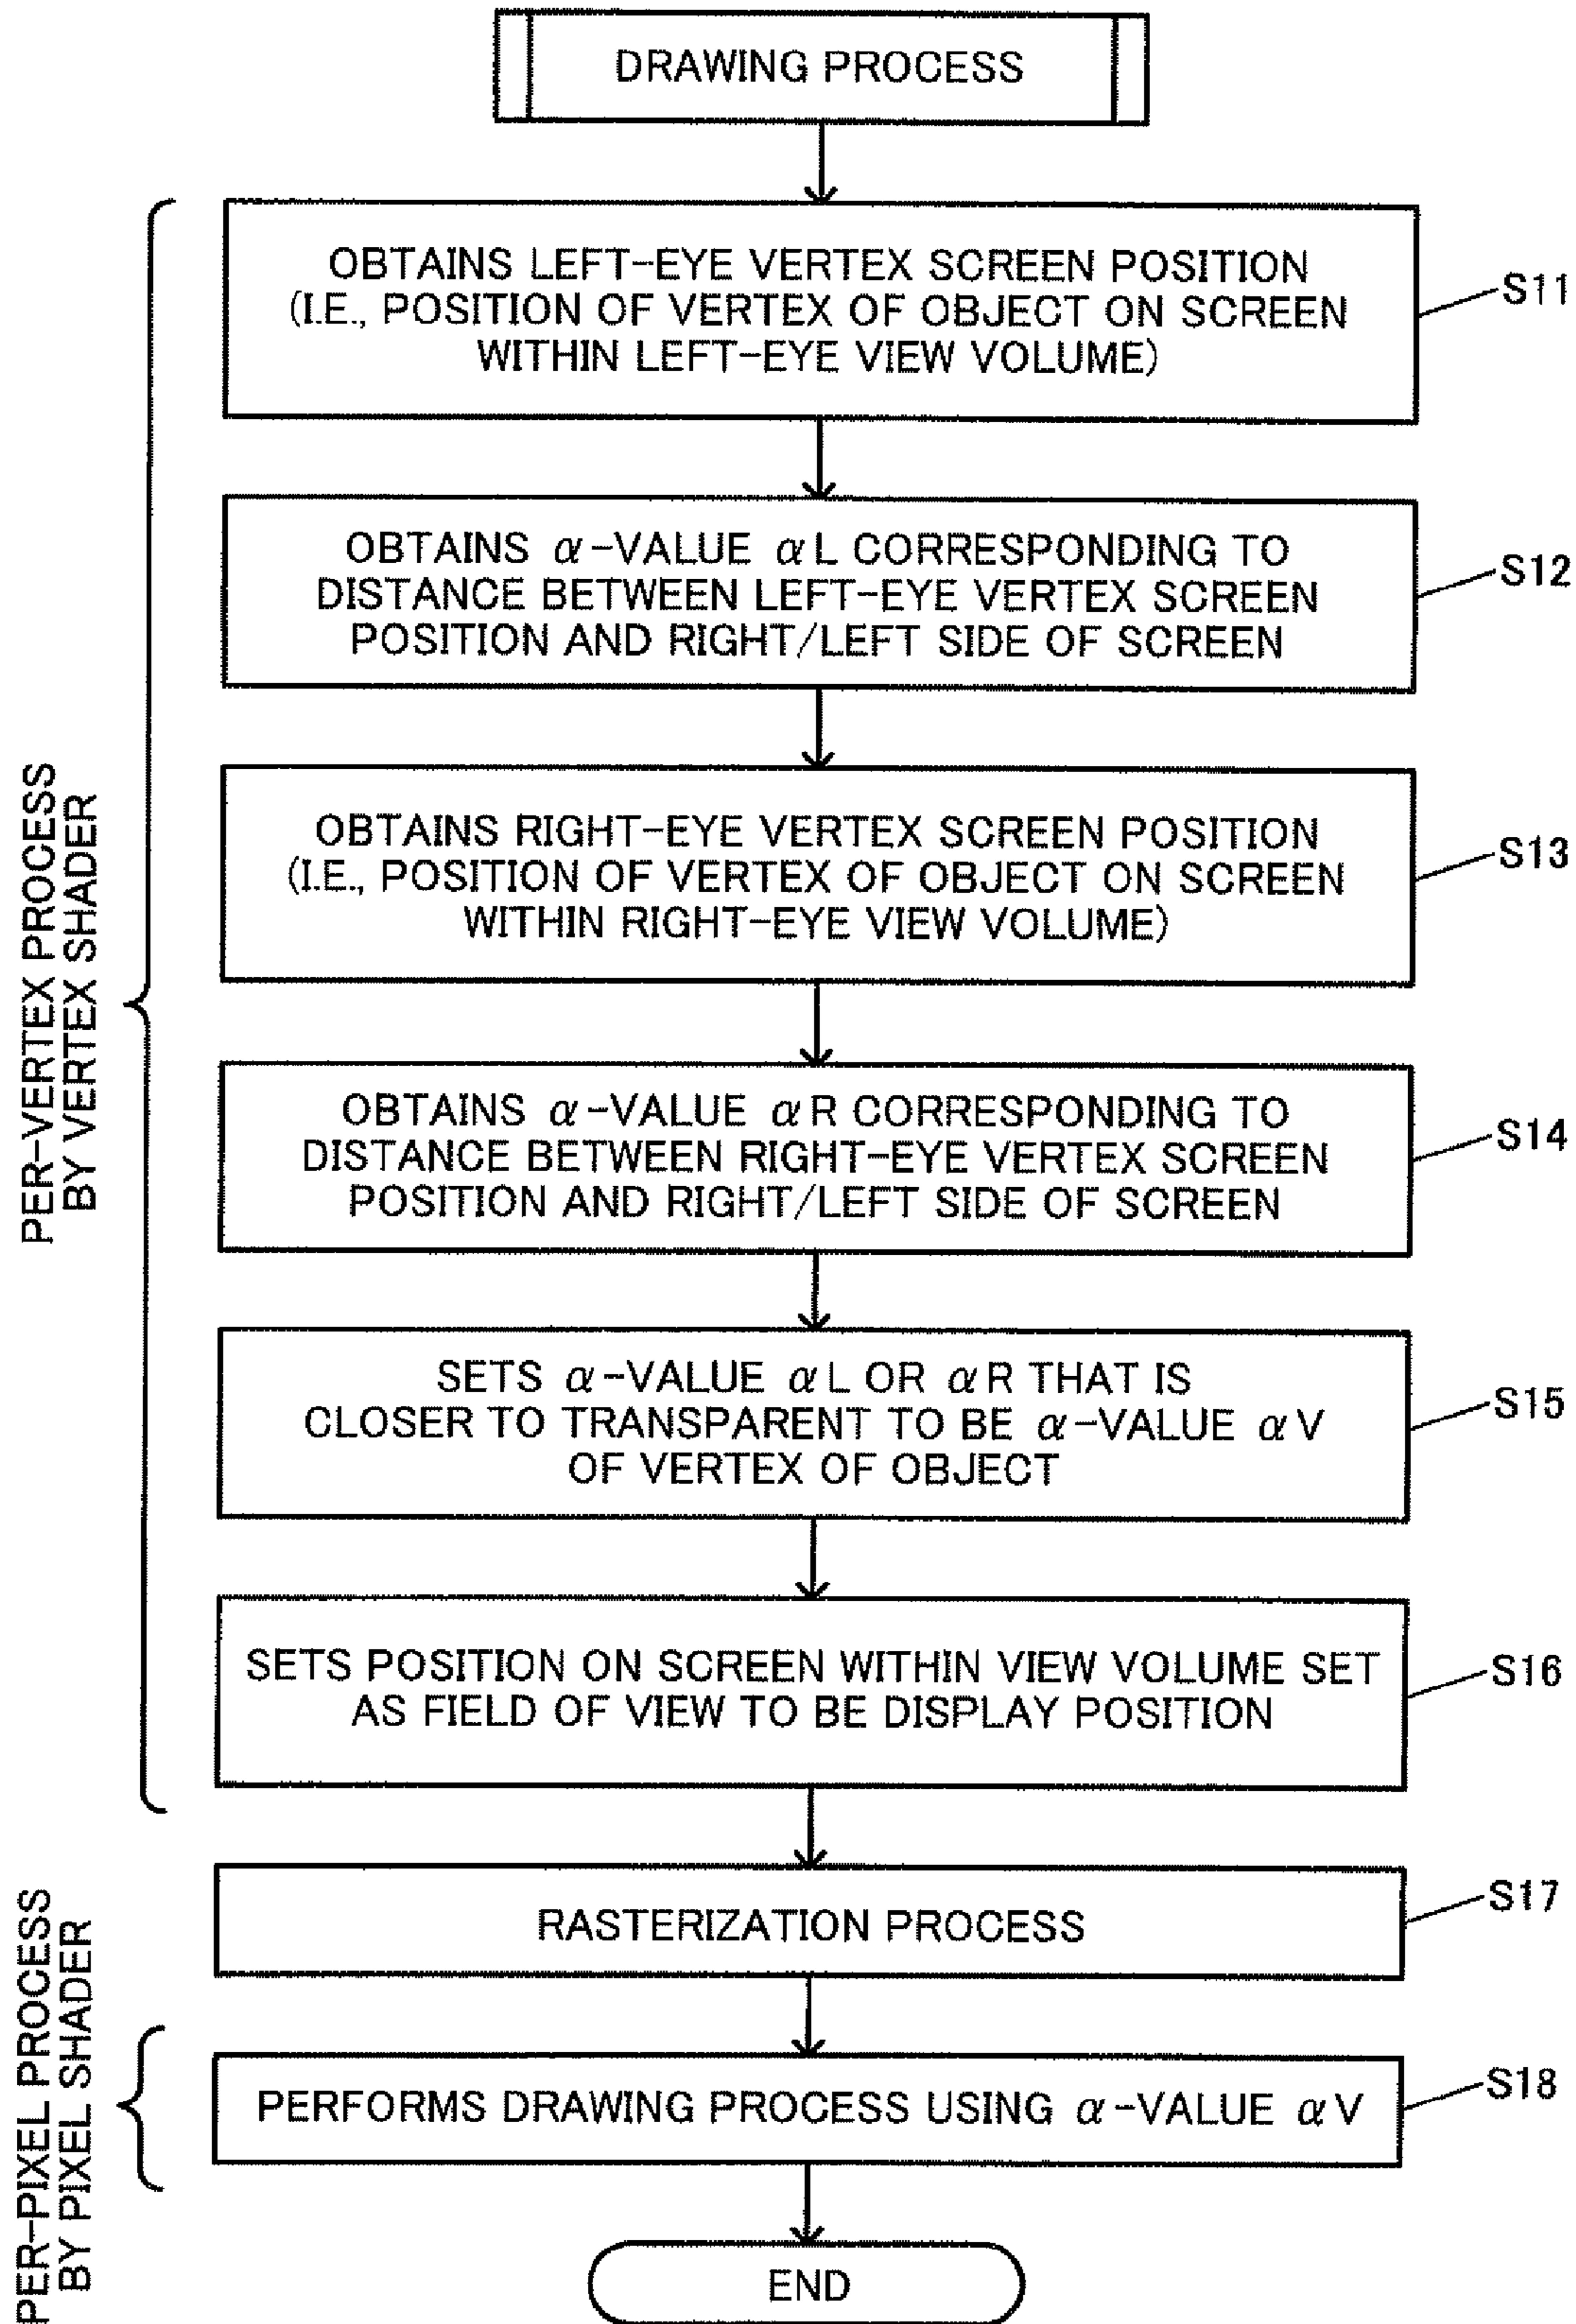 DRAWING PROCESS
PER-VERTEX PROCESS
BY VERTEX SHADER
OBTAINS LEFT-EYE VERTEX SCREEN POSITION
(I.E., POSITION OF VERTEX OF OBJECT ON SCREEN
WITHIN LEFT-EYE VIEW VOLUME)
S11
OBTAINS α-VALUE αL CORRESPONDING TO
DISTANCE BETWEEN LEFT-EYE VERTEX SCREEN
POSITION AND RIGHT/LEFT SIDE OF SCREEN
S12
OBTAINS RIGHT-EYE VERTEX SCREEN POSITION
(I.E., POSITION OF VERTEX OF OBJECT ON SCREEN
WITHIN RIGHT-EYE VIEW VOLUME)
S13
OBTAINS α-VALUE αR CORRESPONDING TO
DISTANCE BETWEEN RIGHT-EYE VERTEX SCREEN
POSITION AND RIGHT/LEFT SIDE OF SCREEN
S14
SETS α-VALUE αL OR αR THAT IS
CLOSER TO TRANSPARENT TO BE α-VALUE αV
OF VERTEX OF OBJECT
S15
SETS POSITION ON SCREEN WITHIN VIEW VOLUME SET
AS FIELD OF VIEW TO BE DISPLAY POSITION
S16
RASTERIZATION PROCESS
S17
PER-PIXEL PROCESS
BY PIXEL SHADER
PERFORMS DRAWING PROCESS USING α-VALUE αV
S18
END